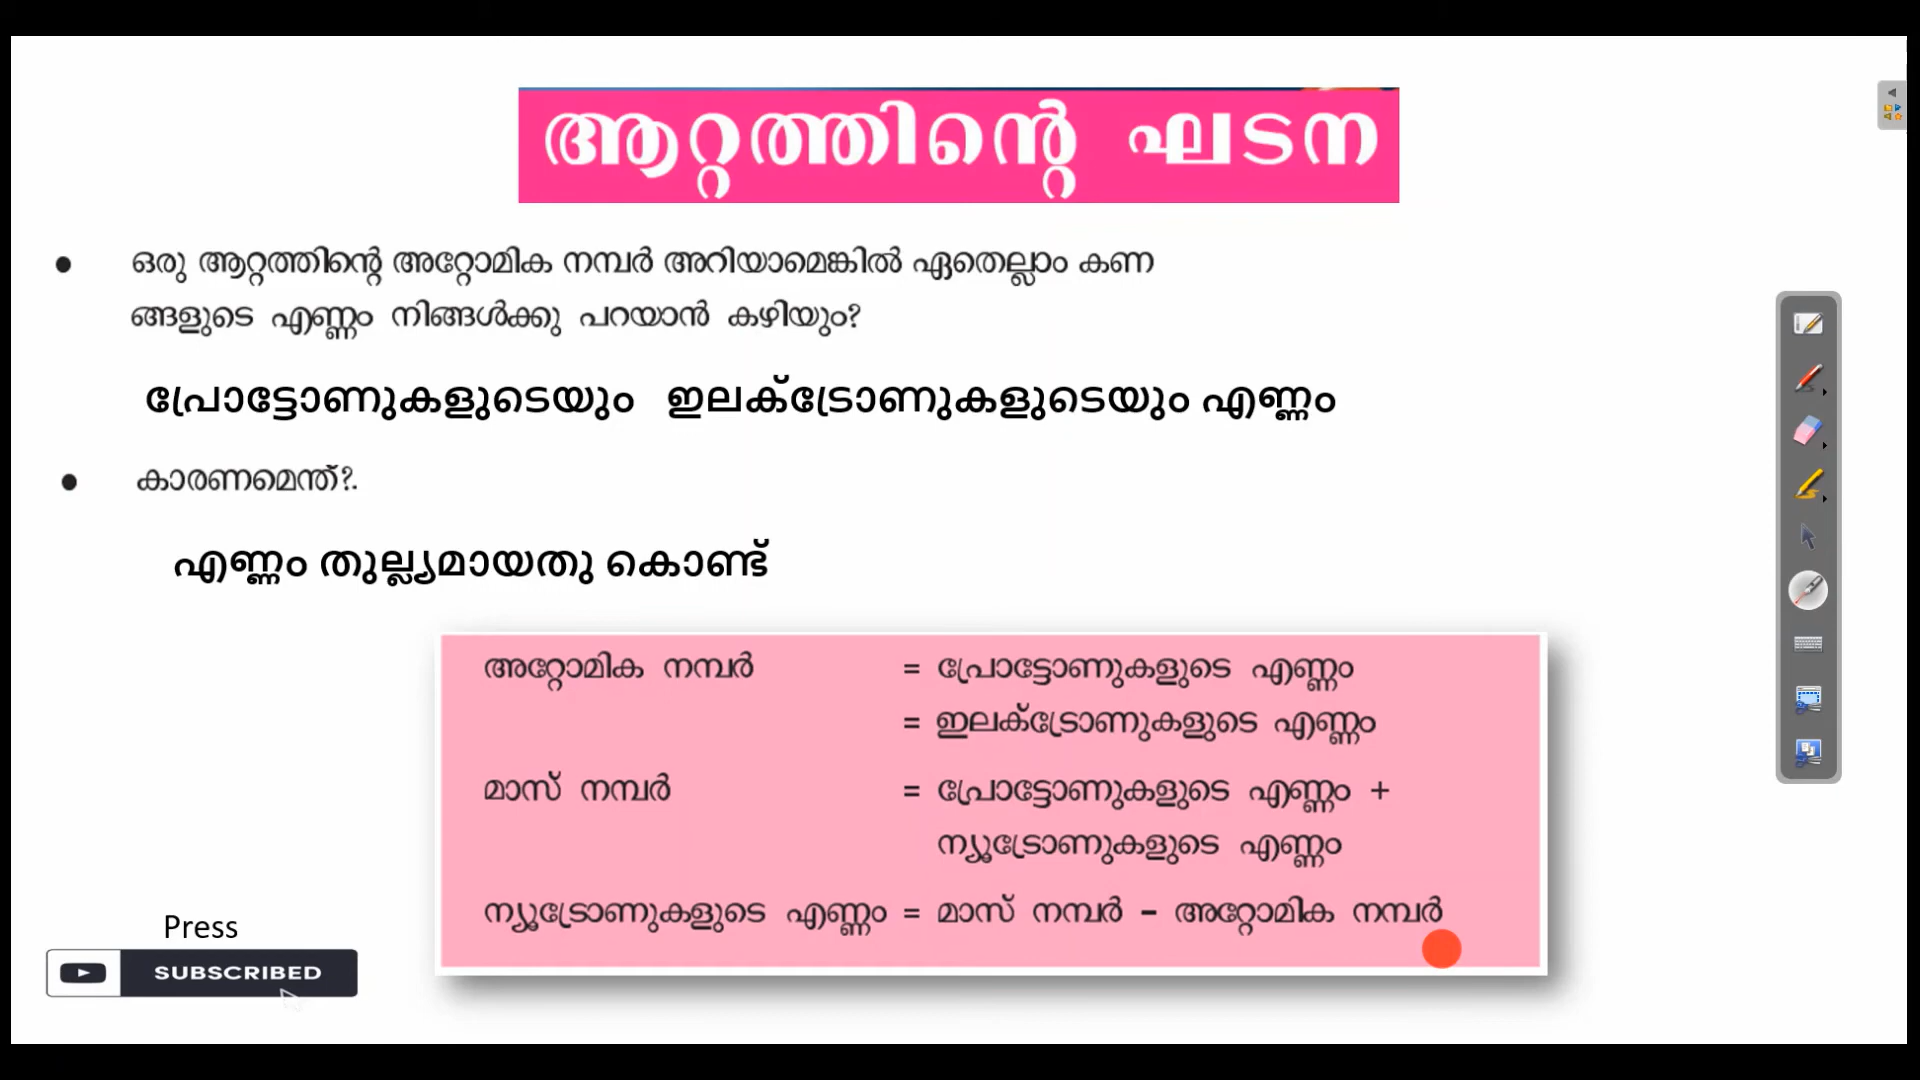 ആറ്റത്തിന്റെ ഘടന
• ഒരു ആറ്റത്തിന്റെ അറ്റോമിക നമ്പർ അറിയാമെങ്കിൽ ഏതെല്ലാം കണ
ങ്ങളുടെ എണ്ണം നിങ്ങൾക്കു പറയാൻ കഴിയും?
പ്രോട്ടോണുകളുടെയും ഇലക്ട്രോണുകളുടെയും എണ്ണം
• കാരണമെന്ത്?.
എണ്ണം തുല്ല്യമായതു കൊണ്ട്
അറ്റോമിക നമ്പർ = പ്രോട്ടോണുകളുടെ എണ്ണം
= ഇലക്ട്രോണുകളുടെ എണ്ണം
മാസ് നമ്പർ = പ്രോട്ടോണുകളുടെ എണ്ണം +
ന്യൂട്രോണുകളുടെ എണ്ണം
ന്യൂട്രോണുകളുടെ എണ്ണം = മാസ് നമ്പർ – അറ്റോമിക നമ്പർ
Press
SUBSCRIBED